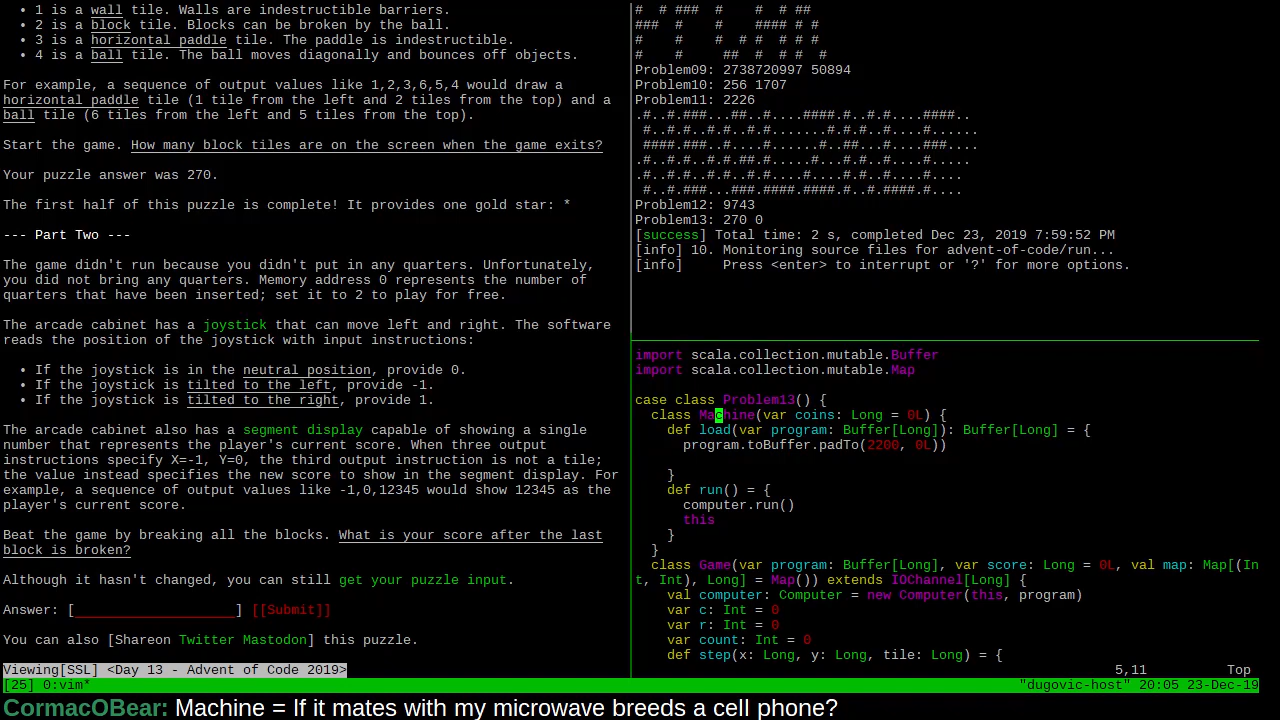 • 1 is a wall tile. Walls are indestructible barriers.
• 2 is a block tile. Blocks can be broken by the ball.
• 3 is a horizontal paddle tile. The paddle is indestructible.
• 4 is a ball tile. The ball moves diagonally and bounces off objects.
For example, a sequence of output values like 1,2,3,6,5,4 would draw a
horizontal paddle tile (1 tile from the left and 2 tiles from the top) and a
ball tile (6 tiles from the left and 5 tiles from the top).
Start the game. How many block tiles are on the screen when the game exits?
Your puzzle answer was 270.
The first half of this puzzle is complete! It provides one gold star: *
--- Part Two ---
The game didn't run because you didn't put in any quarters. Unfortunately,
you did not bring any quarters. Memory address 0 represents the number of
quarters that have been inserted; set it to 2 to play for free.
The arcade cabinet has a joystick that can move left and right. The software
reads the position of the joystick with input instructions:
• If the joystick is in the neutral position, provide 0.
• If the joystick is tilted to the left, provide -1.
• If the joystick is tilted to the right, provide 1.
The arcade cabinet also has a segment display capable of showing a single
number that represents the player's current score. When three output
instructions specify X=-1, Y=0, the third output instruction is not a tile;
the value instead specifies the new score to show in the segment display. For
example, a sequence of output values like -1,0,12345 would show 12345 as the
player's current score.
Beat the game by breaking all the blocks. What is your score after the last
block is broken?
Although it hasn't changed, you can still get your puzzle input.
Answer: [____________________] [[Submit]]
You can also [Shareon Twitter Mastodon] this puzzle.
Viewing[SSL] <Day 13 - Advent of Code 2019>
#  # ###  #    #  # ##
###  #    #    #### # #
#    #    #  # #  # # #
#    #     ##  #  # #  #
Problem09: 2738720997 50894
Problem10: 256 1707
Problem11: 2226
.#..#.###...##..#....####.#..#.#....####..
#..#.#..#.#..#.#.......#.#.#..#....#......
####.###..#....#......#..##...#....###....
.#..#.#..#.#.##.#.....#...#.#..#....#.....
.#..#.#..#.#..#.#....#....#.#..#....#....
#..#.###...###.####.####.#..#.####.#....
Problem12: 9743
Problem13: 270 0
[success] Total time: 2 s, completed Dec 23, 2019 7:59:52 PM
[info] 10. Monitoring source files for advent-of-code/run...
[info]     Press <enter> to interrupt or '?' for more options.
import scala.collection.mutable.Buffer
import scala.collection.mutable.Map
case class Problem13() {
class Machine(var coins: Long = 0L) {
def load(var program: Buffer[Long]): Buffer[Long] = {
program.toBuffer.padTo(2200, 0L))
}
def run() = {
computer.run()
this
}
}
class Game(var program: Buffer[Long], var score: Long = 0L, val map: Map[(In
t, Int), Long] = Map()) extends IOChannel[Long] {
val computer: Computer = new Computer(this, program)
var c: Int = 0
var r: Int = 0
var count: Int = 0
def step(x: Long, y: Long, tile: Long) = {
5,11 Top
[25] 0:vim* "dugovic-host" 20:05 23-Dec-19
CormacOBear: Machine = If it mates with my microwave breeds a cell phone?